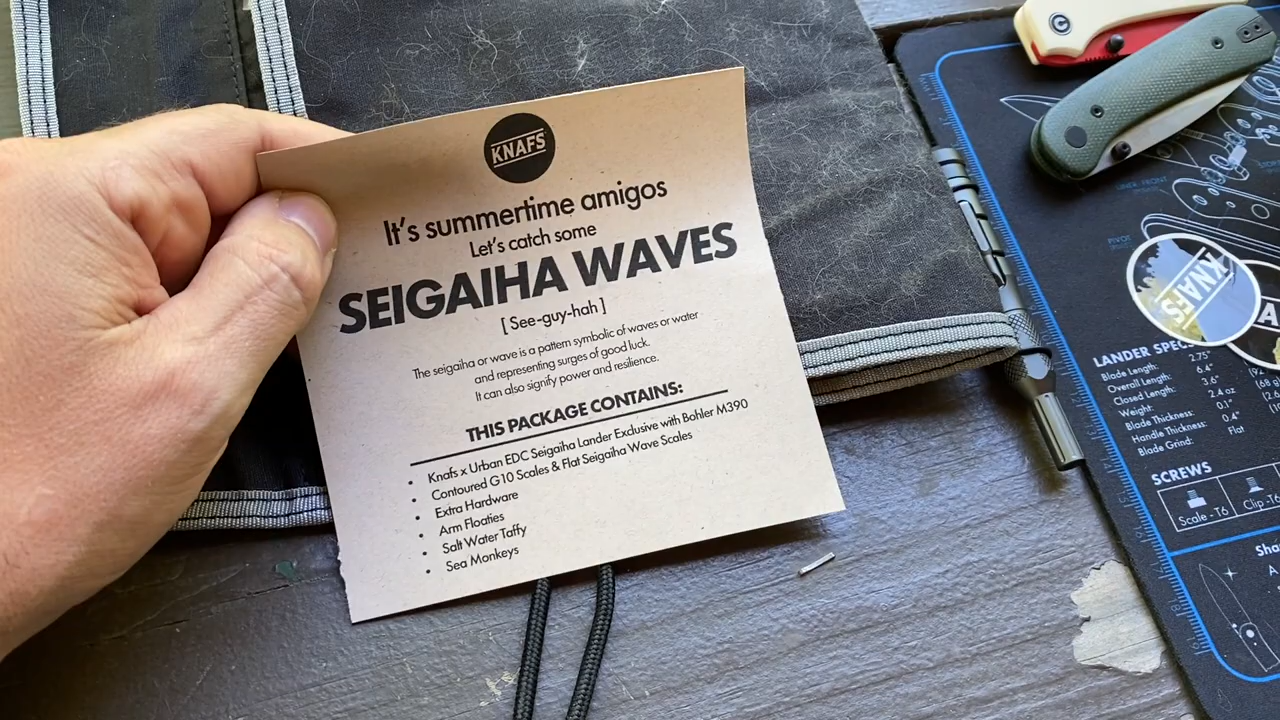 KNAFS
It's summertime amigos
Let's catch some
SEIGAIHA WAVES
[ See-guy-hah ]
The seigaiha or wave is a pattern symbolic of waves or water
and representing surges of good luck.
It can also signify power and resilience.
THIS PACKAGE CONTAINS:
• Knafs x Urban EDC Seigaiha Lander Exclusive with Bohler M390
• Contoured G10 Scales & Flat Seigaiha Wave Scales
• Extra Hardware
• Arm Floaties
• Salt Water Taffy
• Sea Monkeys
KNAFS
LANDER SPEC
Blade Length: 2.75"
Overall Length: 6.4"
Closed Length: 3.6"
Weight: 2.4 oz
Blade Thickness: 0.1"
Handle Thickness: 0.4"
Blade Grind: Flat
SCREWS
Scale - T6
Clip - T6